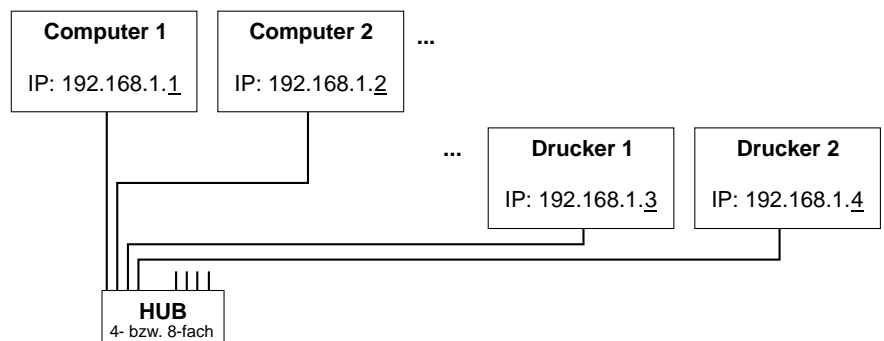 Computer 1
IP: 192.168.1.1
Computer 2
IP: 192.168.1.2
...
...
Drucker 1
IP: 192.168.1.3
Drucker 2
IP: 192.168.1.4
HUB
4- bzw. 8-fach